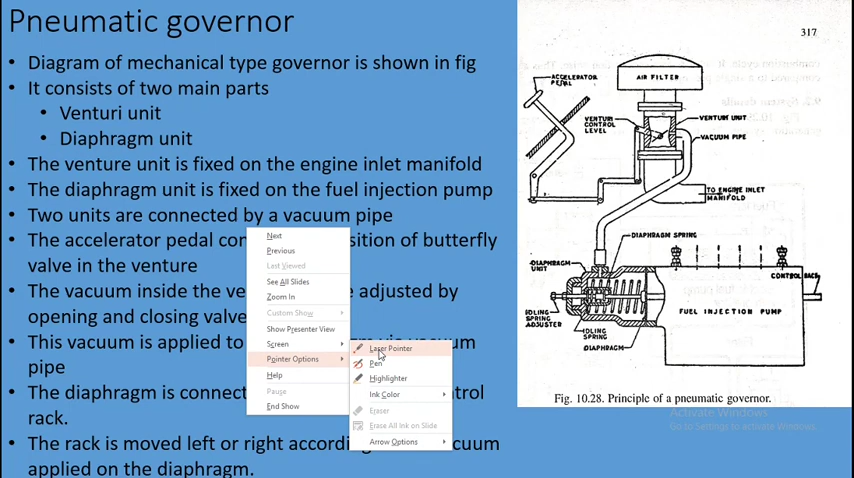 Pneumatic governor
• Diagram of mechanical type governor is shown in fig
• It consists of two main parts
• Venturi unit
• Diaphragm unit
• The venture unit is fixed on the engine inlet manifold
• The diaphragm unit is fixed on the fuel injection pump
• Two units are connected by a vacuum pipe
• The accelerator pedal con sition of butterfly
valve in the venture
• The vacuum inside the ve e adjusted by
opening and closing valve
• This vacuum is applied to m via vacuum
pipe
• The diaphragm is connect trol
rack.
• The rack is moved left or right accordi cuum
applied on the diaphragm.
Next
Previous
Last Viewed
See All Slides
Zoom In
Custom Show
Show Presenter View
Screen
Pointer Options
Help
Pause
End Show
Laser Pointer
Pen
Highlighter
Ink Color
Eraser
Erase All Ink on Slide
Arrow Options
317
ACCELERATOR
PEDAL
AIR FILTER
VENTURI
CONTROL
LEVEL
VENTURI UNIT
VACUUM PIPE
TO ENGINE INLET
MANIFOLD
DIAPHRAGM SPRING
DIAPHRAGM
UNIT
CONTROL RACK
FUEL INJECTION PUMP
IDLING
SPRING
ADJUSTER
IDLING
SPRING
DIAPHRAGM
Fig. 10.28. Principle of a pneumatic governor.
Activate Windows
Go to Settings to activate Windows.